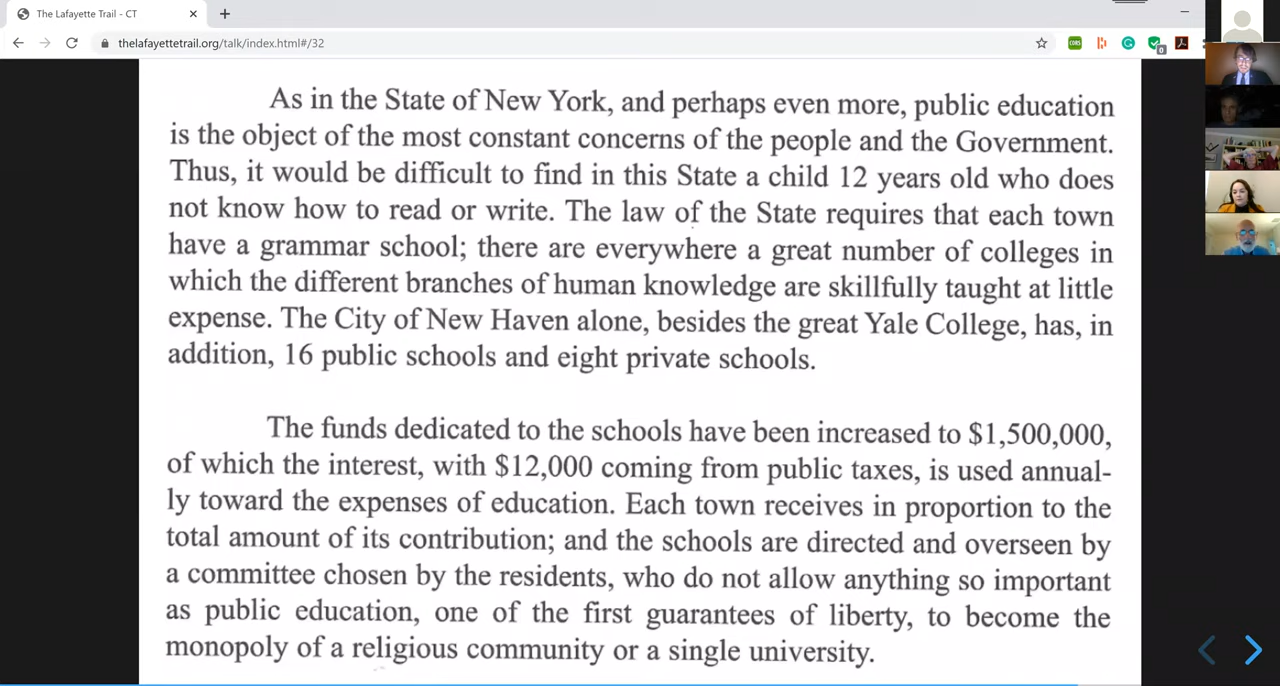 The Lafayette Trail - CT
thelafayettetrail.org/talk/index.html#/32
As in the State of New York, and perhaps even more, public education
is the object of the most constant concerns of the people and the Government.
Thus, it would be difficult to find in this State a child 12 years old who does
not know how to read or write. The law of the State requires that each town
have a grammar school; there are everywhere a great number of colleges in
which the different branches of human knowledge are skillfully taught at little
expense. The City of New Haven alone, besides the great Yale College, has, in
addition, 16 public schools and eight private schools.
The funds dedicated to the schools have been increased to $1,500,000,
of which the interest, with $12,000 coming from public taxes, is used annual-
ly toward the expenses of education. Each town receives in proportion to the
total amount of its contribution; and the schools are directed and overseen by
a committee chosen by the residents, who do not allow anything so important
as public education, one of the first guarantees of liberty, to become the
monopoly of a religious community or a single university.